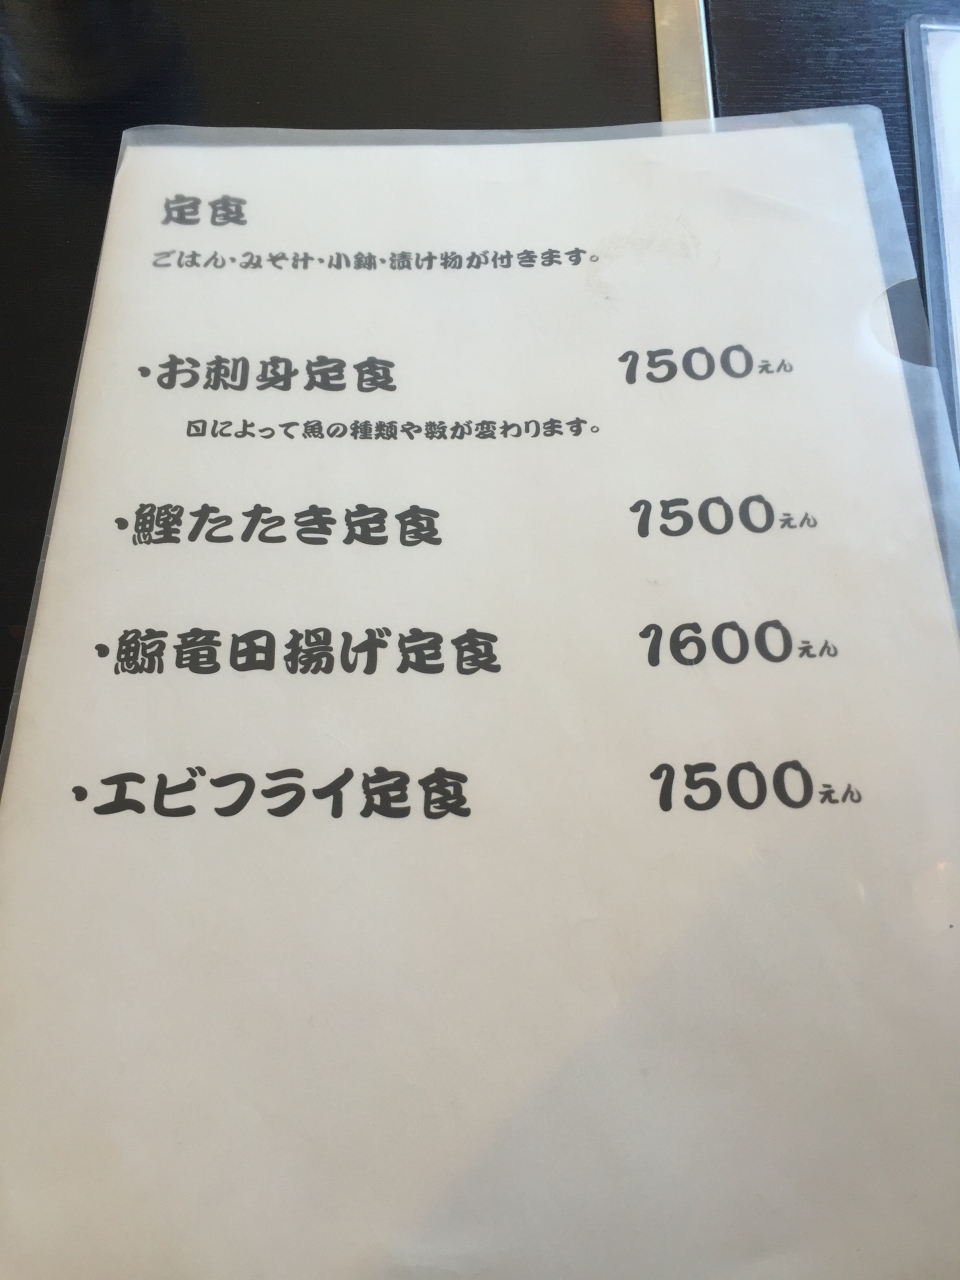 定食
ごはん・みそ汁・小鉢・漬け物が付きます。
・お刺身定食 1500えん
日によって魚の種類や数が変わります。
・鰹たたき定食 1500えん
・鯨竜田揚げ定食 1600えん
・エビフライ定食 1500えん